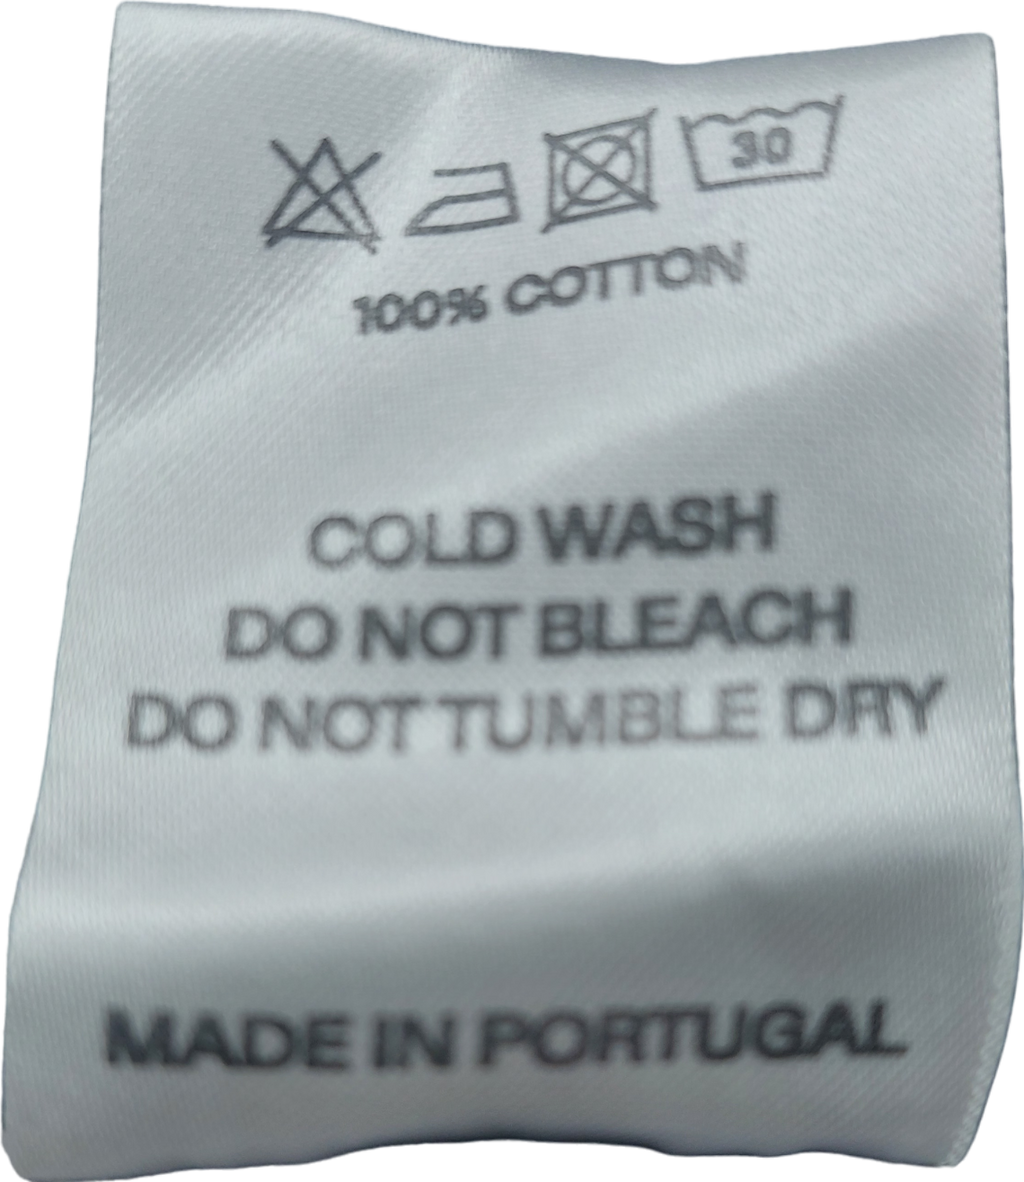 30
100% COTTON
COLD WASH
DO NOT BLEACH
DO NOT TUMBLE DRY
MADE IN PORTUGAL